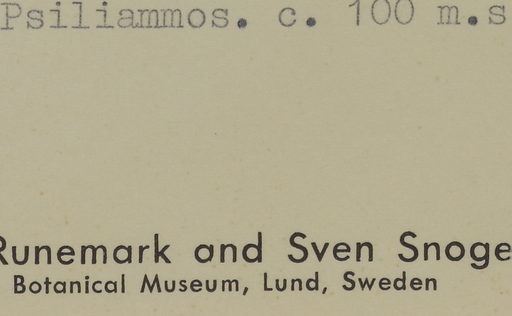 Psiliammos. c. 100 m.s
Runemark and Sven Snoge
Botanical Museum, Lund, Sweden